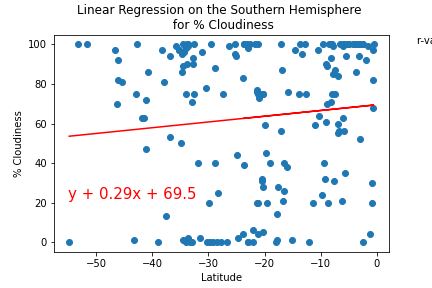 Linear Regression on the Southern Hemisphere
for % Cloudiness
r-va
100
80
60
40
20
0
% Cloudiness
y + 0.29x + 69.5
−50
−40
−30
−20
−10
0
Latitude